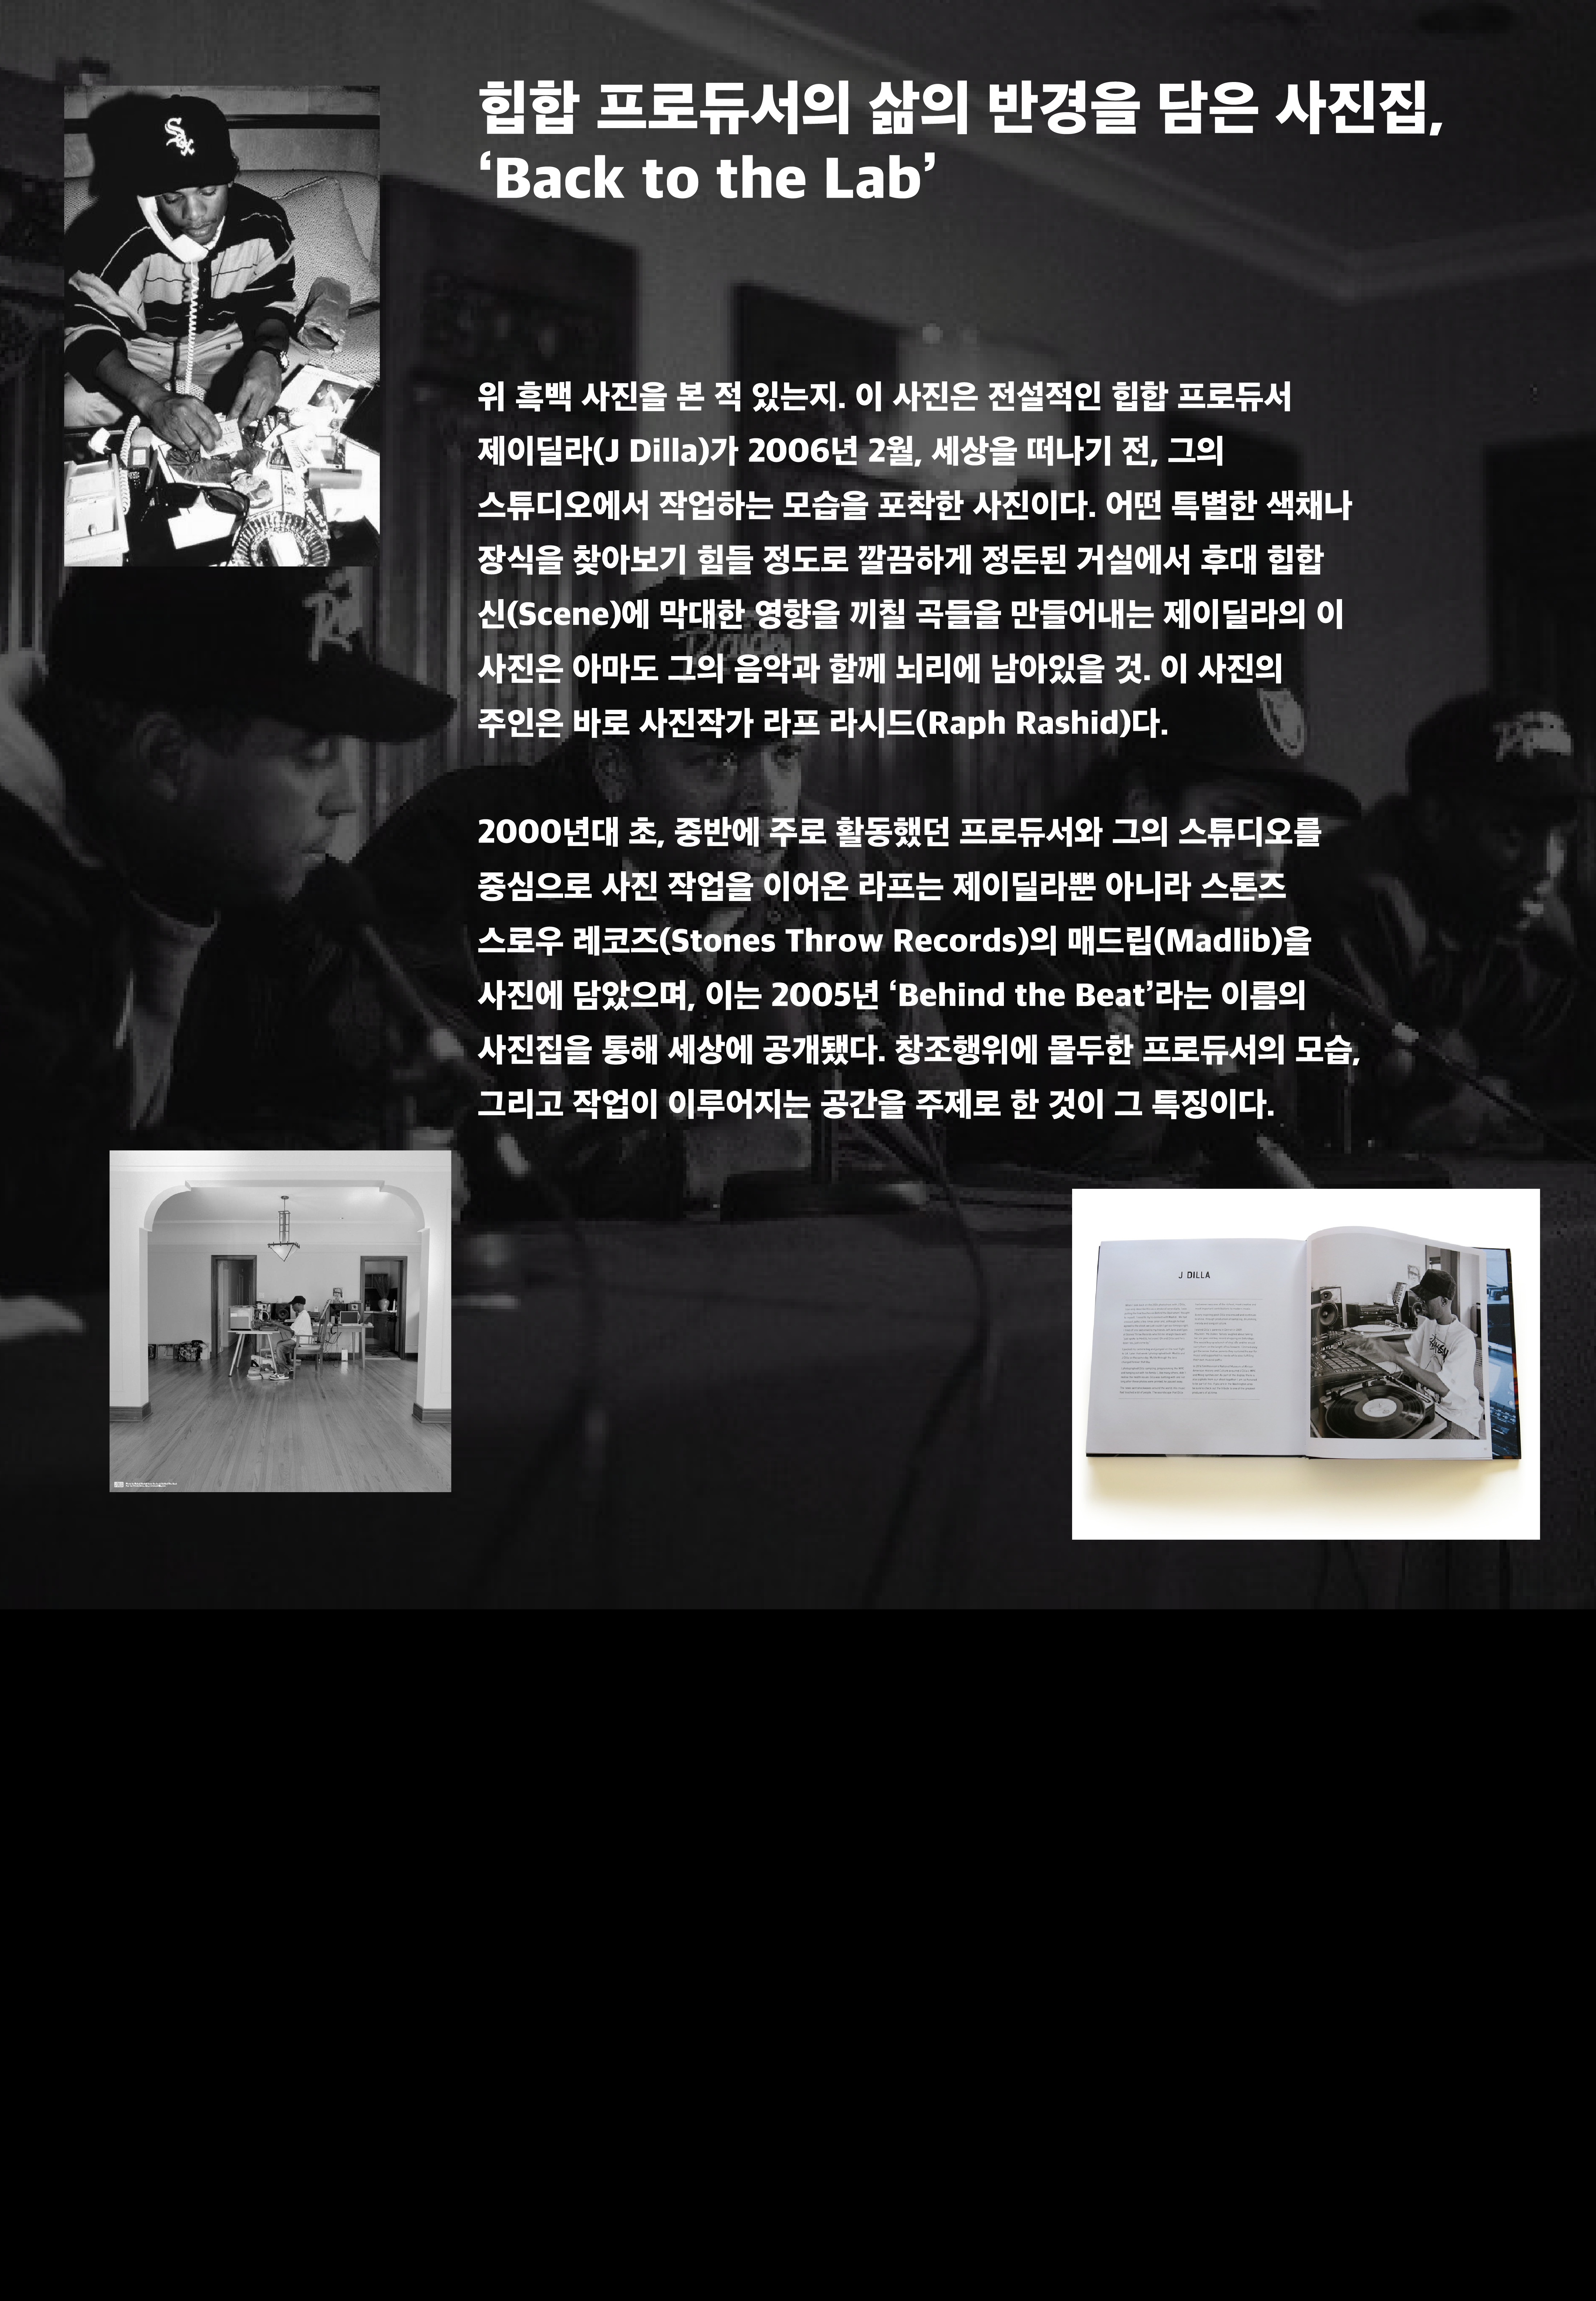 힙합 프로듀서의 삶의 반경을 담은 사진집,
‘Back to the Lab’
위 흑백 사진을 본 적 있는지. 이 사진은 전설적인 힙합 프로듀서
제이딜라(J Dilla)가 2006년 2월, 세상을 떠나기 전, 그의
스튜디오에서 작업하는 모습을 포착한 사진이다. 어떤 특별한 색채나
장식을 찾아보기 힘들 정도로 깔끔하게 정돈된 거실에서 후대 힙합
신(Scene)에 막대한 영향을 끼칠 곡들을 만들어내는 제이딜라의 이
사진은 아마도 그의 음악과 함께 뇌리에 남아있을 것. 이 사진의
주인은 바로 사진작가 라프 라시드(Raph Rashid)다.
2000년대 초, 중반에 주로 활동했던 프로듀서와 그의 스튜디오를
중심으로 사진 작업을 이어온 라프는 제이딜라뿐 아니라 스톤즈
스로우 레코즈(Stones Throw Records)의 매드립(Madlib)을
사진에 담았으며, 이는 2005년 ‘Behind the Beat’라는 이름의
사진집을 통해 세상에 공개됐다. 창조행위에 몰두한 프로듀서의 모습,
그리고 작업이 이루어지는 공간을 주제로 한 것이 그 특징이다.
Sox
J DILLA